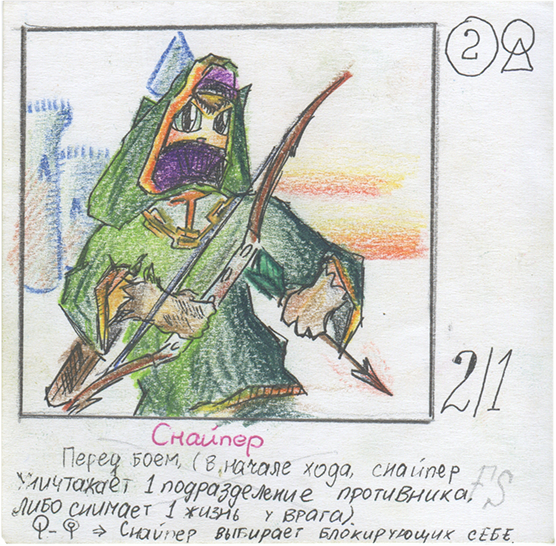 2
2/1
Снайпер
Перед боем, (в начале хода, снайпер
уничтажает 1 подразделение противника,
либо снимает 1 жизнь у врага)
FS
⇒ Снайпер выбирает блокирующих себе.